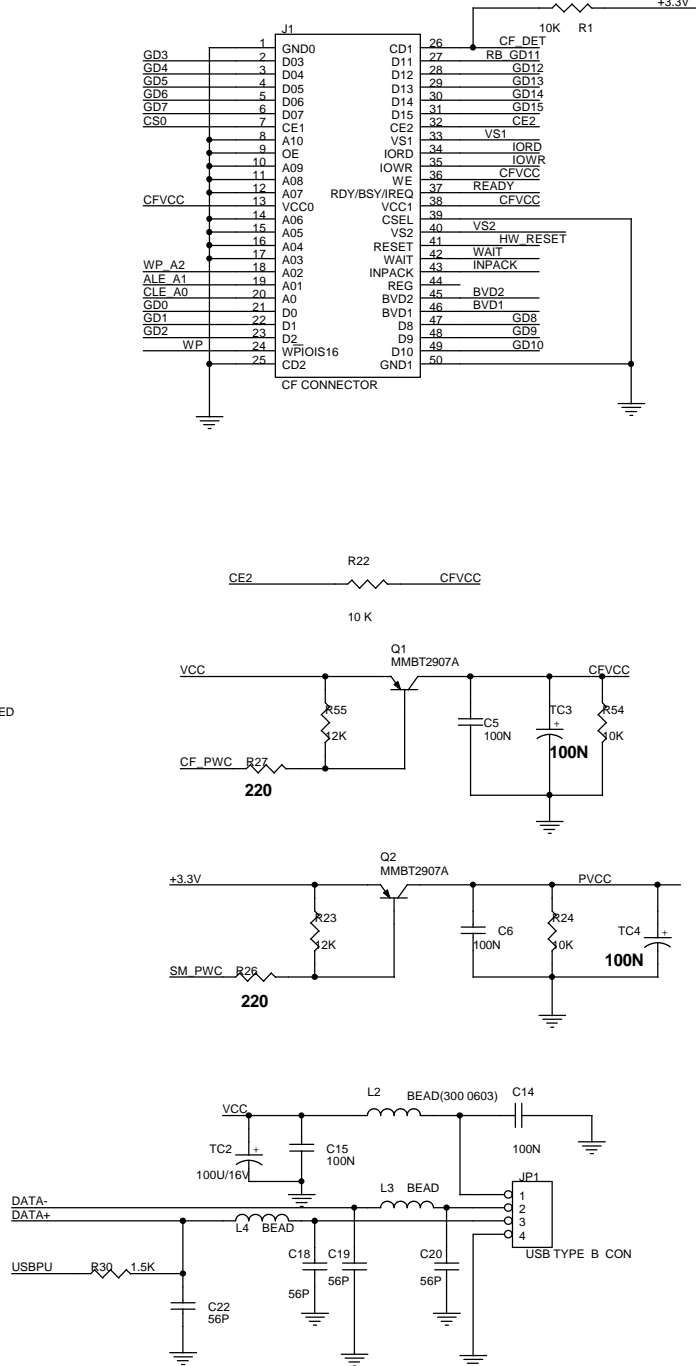 +3.3V
10K R1
J1
1 GND0 CD1 26 CF_DET
GD3 2 D03 D11 27 RB_GD11
GD4 3 D04 D12 28 GD12
GD5 4 D05 D13 29 GD13
GD6 5 D06 D14 30 GD14
GD7 6 D07 D15 31 GD15
CS0 7 CE1 CE2 32 CE2
8 A10 VS1 33 VS1
9 OE IORD 34 IORD
10 A09 IOWR 35 IOWR
11 A08 WE 36 CFVCC
12 A07 RDY/BSY/IREQ 37 READY
CFVCC 13 VCC0 VCC1 38 CFVCC
14 A06 CSEL 39
15 A05 VS2 40 VS2
16 A04 RESET 41 HW_RESET
17 A03 WAIT 42 WAIT
WP_A2 18 A02 INPACK 43 INPACK
ALE_A1 19 A01 REG 44
CLE_A0 20 A0 BVD2 45 BVD2
GD0 21 D0 BVD1 46 BVD1
GD1 22 D1 D8 47 GD8
GD2 23 D2 D9 48 GD9
WP 24 WPIOIS16 D10 49 GD10
25 CD2 GND1 50
CF CONNECTOR
R22
CE2 CFVCC
10 K
Q1
MMBT2907A
VCC CFVCC
ED
R55
12K
C5
100N
TC3
+
100N
R54
10K
CF_PWC R27
220
Q2
MMBT2907A
+3.3V PVCC
R23
12K
C6
100N
R24
10K
TC4
+
100N
SM_PWC R26
220
L2 BEAD(300 0603) C14
VCC
TC2
+
100U/16V
C15
100N
100N
JP1
L3 BEAD
1
2
3
4
DATA-
DATA+
L4 BEAD
USB TYPE B CON
C18 C19 C20
56P 56P 56P
USBPU R30 1.5K
C22
56P